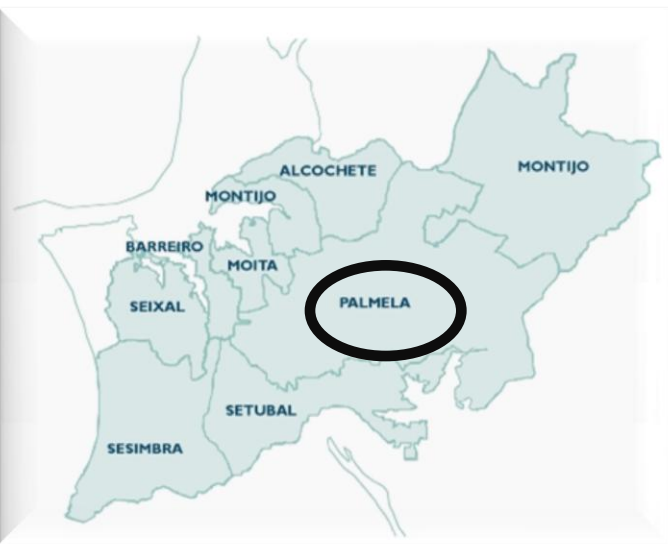 MONTIJO
ALCOCHETE
MONTIJO
BARREIRO
MOITA
SEIXAL
PALMELA
SETUBAL
SESIMBRA